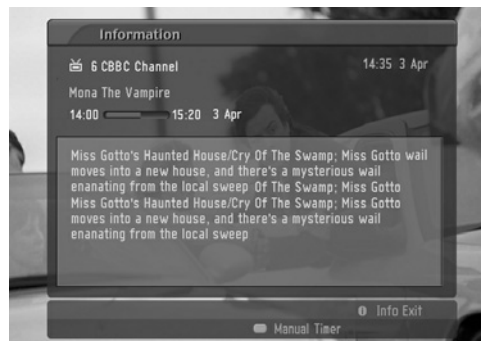 Information
6 CBBC Channel 14:35 3 Apr
Mona The Vampire
14:00 15:20 3 Apr
Miss Gotto's Haunted House/Cry Of The Swamp; Miss Gotto wail
moves into a new house, and there's a mysterious wail
enanating from the local sweep Of The Swamp; Miss Gotto
Miss Gotto's Haunted House/Cry Of The Swamp; Miss Gotto
moves into a new house, and there's a mysterious wail
enanating from the local sweep
i Info Exit
Manual Timer